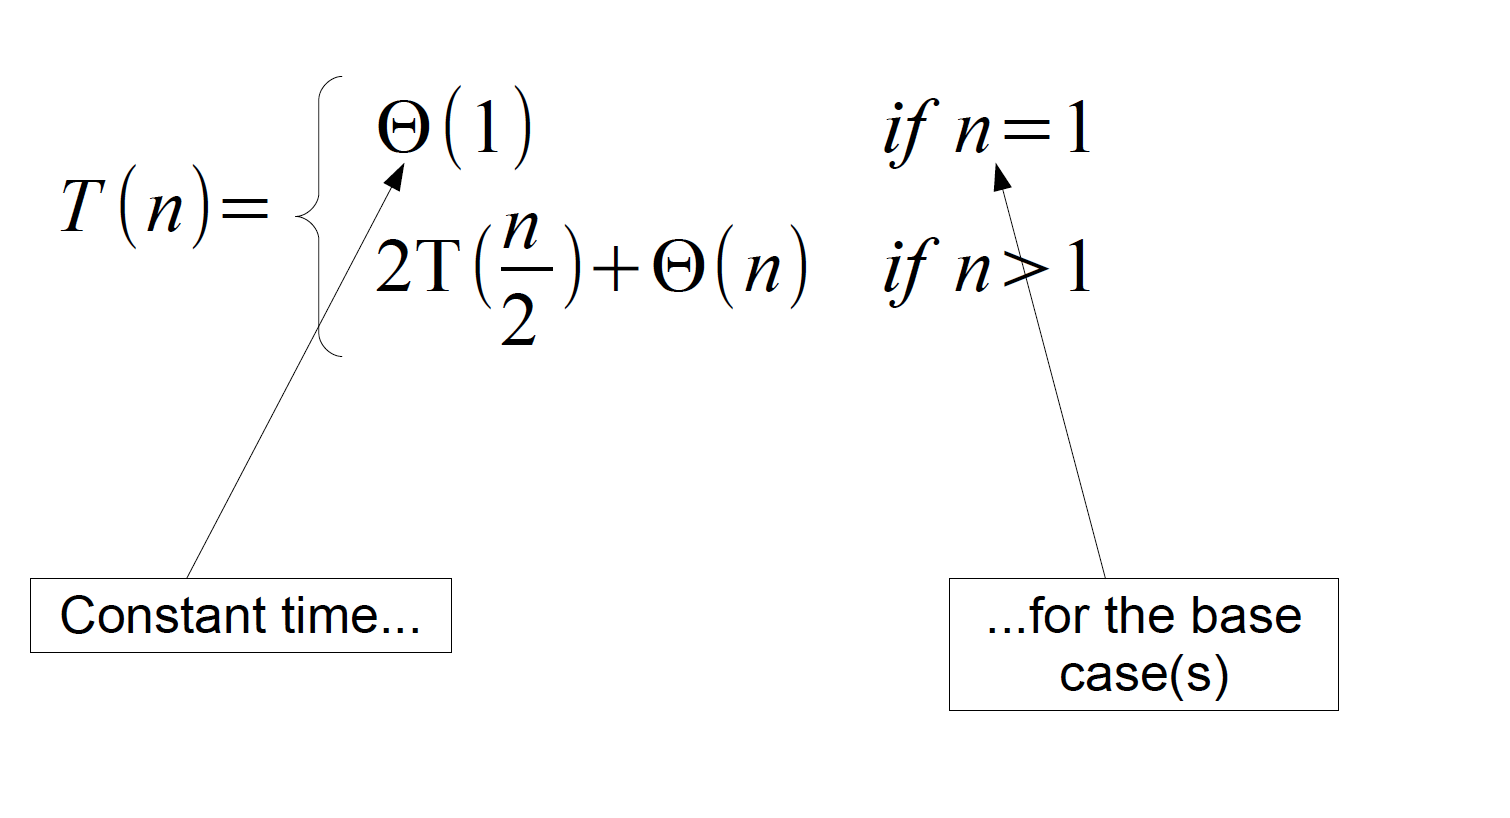 T(n)= { Θ(1) if n=1
2T(n/2)+Θ(n) if n>1
Constant time...
...for the base
case(s)